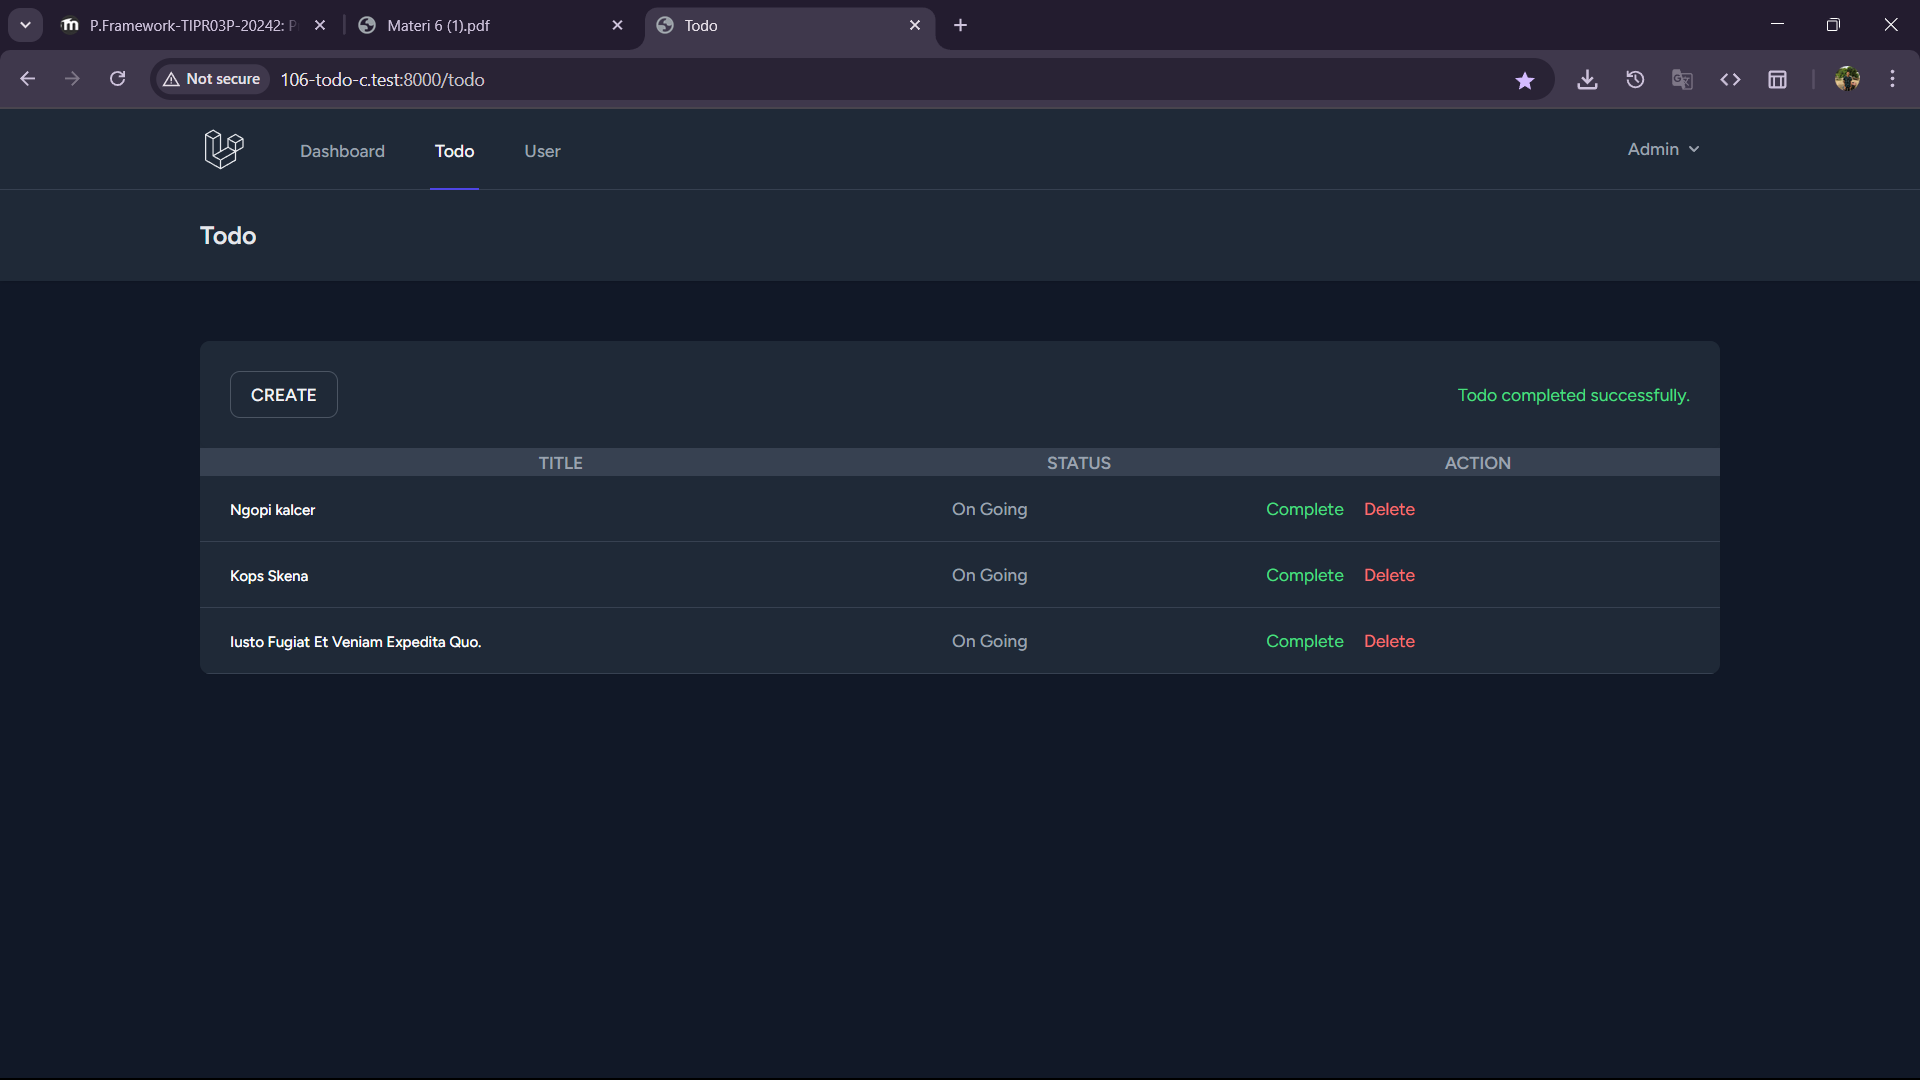 P.Framework-TIPR03P-20242:
Materi 6 (1).pdf
Todo
Not secure
106-todo-c.test:8000/todo
Dashboard
Todo
User
Admin
Todo
CREATE
Todo completed successfully.
TITLE STATUS ACTION
Ngopi kalcer On Going Complete Delete
Kops Skena On Going Complete Delete
Iusto Fugiat Et Veniam Expedita Quo. On Going Complete Delete